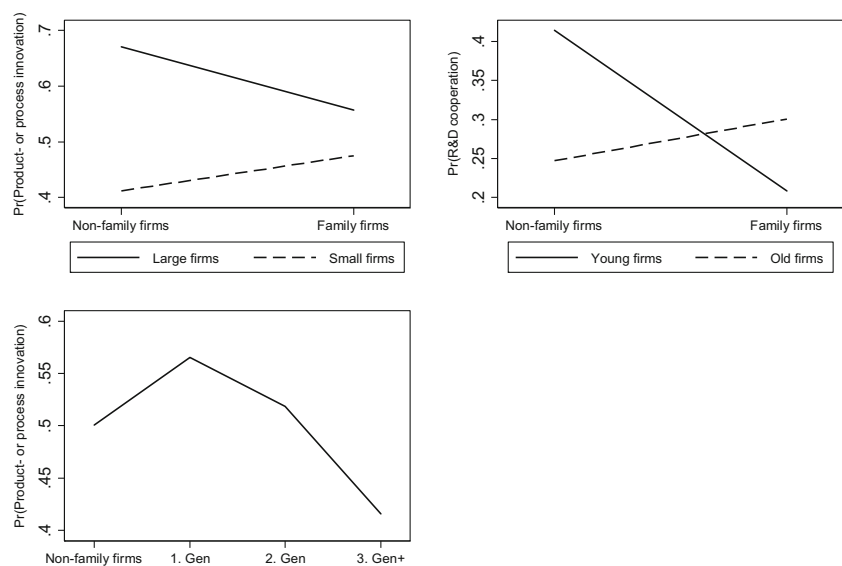 Pr(Product- or process innovation)
.7
.6
.5
.4
Non-family firms Family firms
Large firms Small firms
Pr(R&D cooperation)
.4
.35
.3
.25
.2
Non-family firms Family firms
Young firms Old firms
Pr(Product- or process innovation)
.6
.55
.5
.45
.4
Non-family firms 1. Gen 2. Gen 3. Gen+